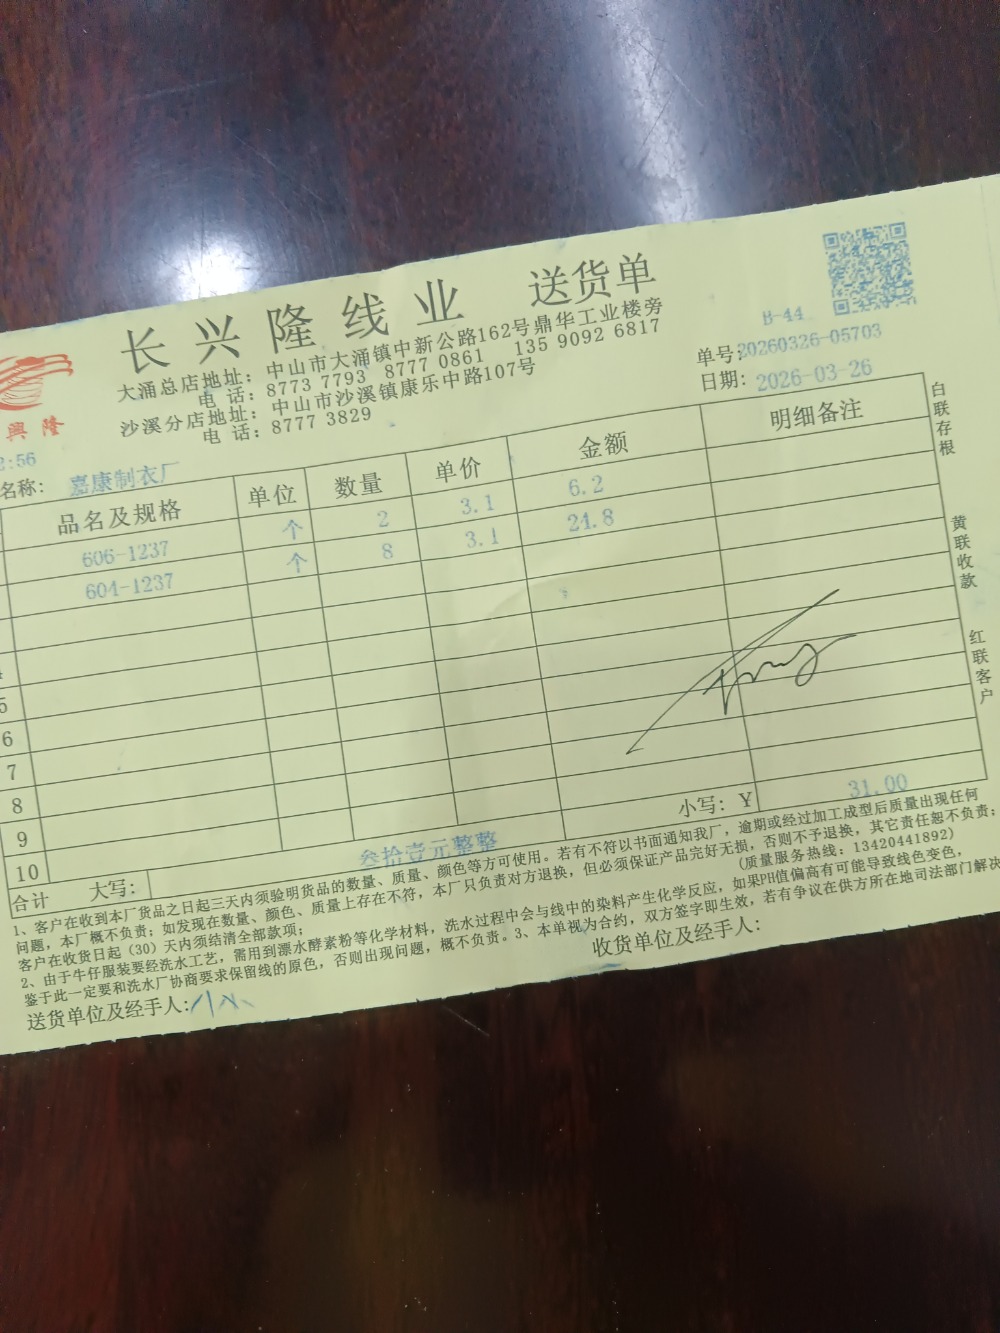 长兴隆线业 送货单
大涌总店地址：中山市大涌镇中新公路162号鼎华工业楼旁
电 话：8773 7793 8777 0861 135 9092 6817
沙溪分店地址：中山市沙溪镇康乐中路107号
电 话：8777 3829
興隆
B-44
单号：20260326-05703
日期：2026-03-26
2:56
名称：嘉康制衣厂
品名及规格 单位 数量 单价 金额 明细备注
606-1237 个 2 3.1 6.2
604-1237 个 8 3.1 24.8
5
6
7
8
9
10
合计 大写：叁拾壹元整整 小写：Y 31.00
1、客户在收到本厂货品之日起三天内须验明货品的数量、质量、颜色等方可使用。若有不符以书面通知我厂，逾期或经过加工成型后质量出现任何
问题，本厂概不负责；如发现在数量、颜色、质量上存在不符，本厂只负责对方退换，但必须保证产品完好无损，否则不予退换，其它责任恕不负责；
客户在收货日起（30）天内须结清全部款项； （质量服务热线：13420441892）
2、由于牛仔服装要经洗水工艺，需用到漂水酵素粉等化学材料，洗水过程中会与线中的染料产生化学反应，如果PH值偏高有可能导致线色变色，
鉴于此一定要和洗水厂协商要求保留线的原色，否则出现问题，概不负责。3、本单视为合约，双方签字即生效，若有争议在供方所在地司法部门解决
送货单位及经手人： 收货单位及经手人：
白联存根
黄联收款
红联客户